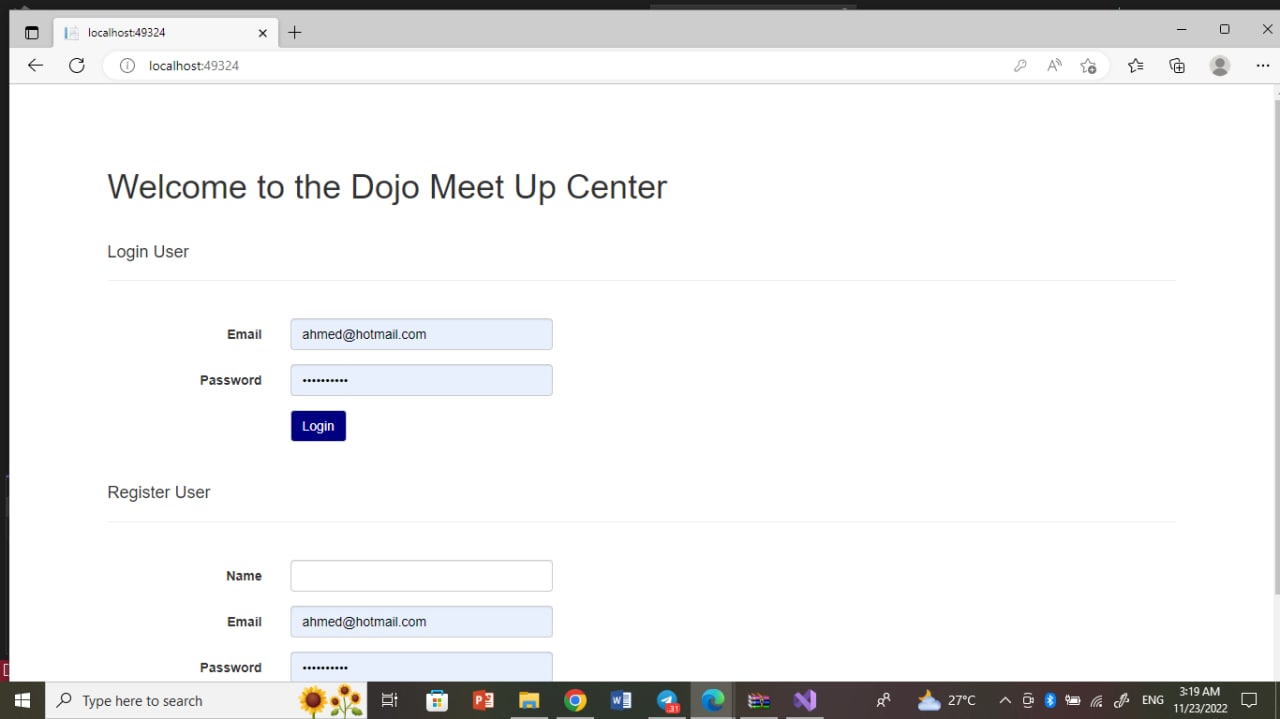 localhost:49324
localhost:49324
Welcome to the Dojo Meet Up Center
Login User
Email ahmed@hotmail.com
Password ••••••••••
Login
Register User
Name
Email ahmed@hotmail.com
Password ••••••••••
Type here to search
31
27°C
ENG
3:19 AM
11/23/2022